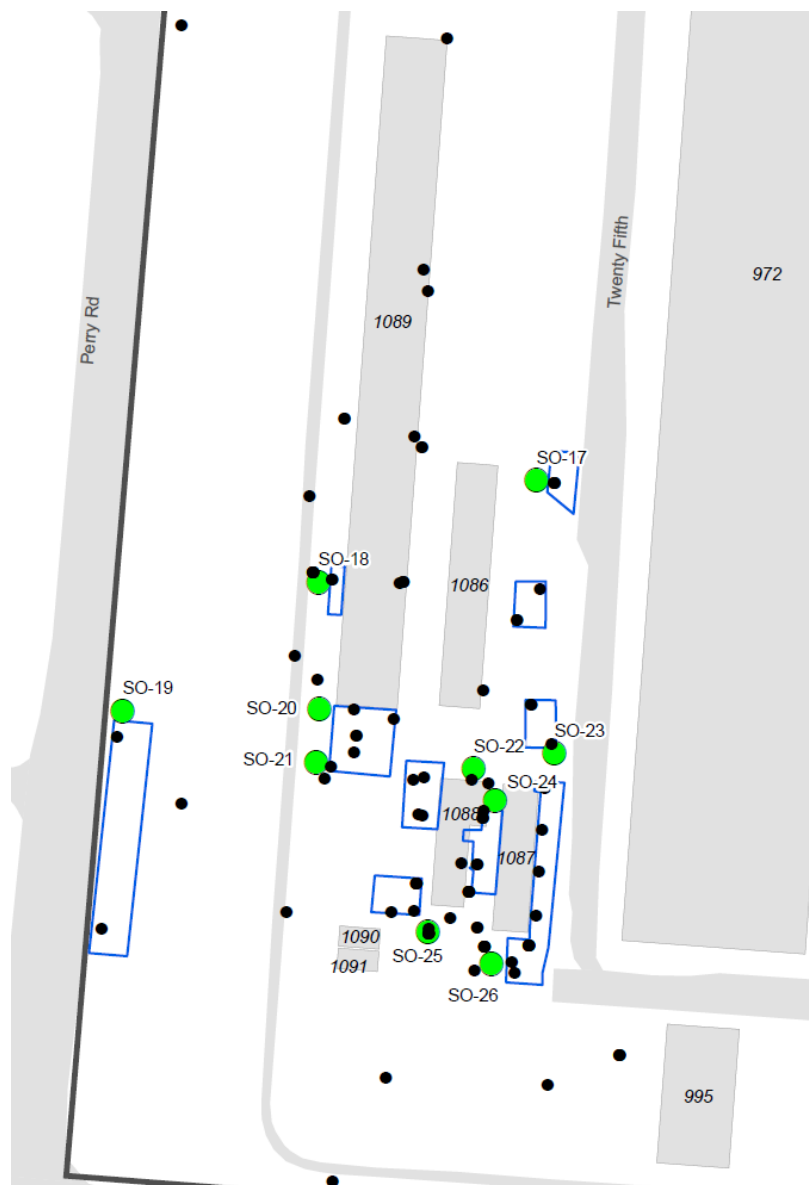 Twenty Fifth
972
Perry Rd
1089
SO-17
SO-18
1086
SO-19
SO-20
SO-23
SO-21
SO-22
SO-24
1088
1087
1090
SO-25
1091
SO-26
995